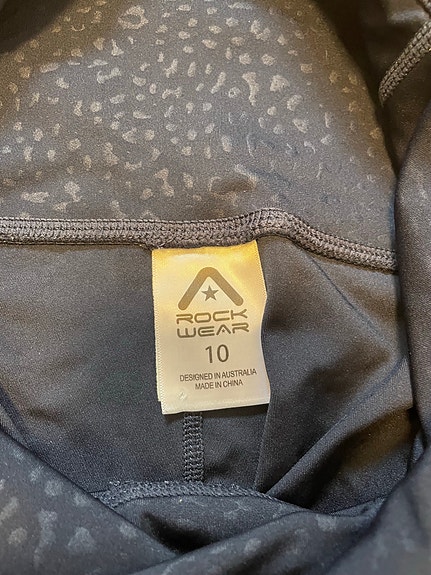 ROCK
WEAR
10
DESIGNED IN AUSTRALIA
MADE IN CHINA